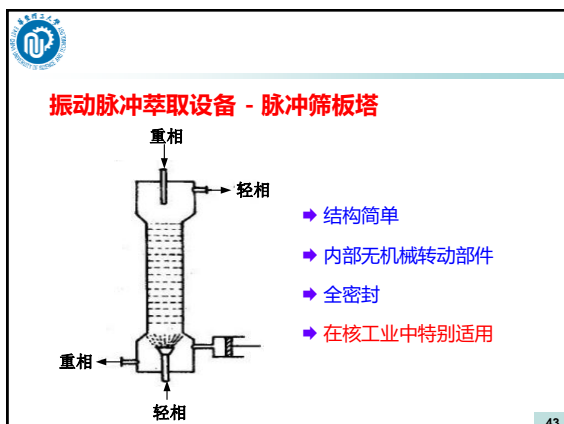 振动脉冲萃取设备 - 脉冲筛板塔
重相
轻相
结构简单
内部无机械转动部件
全密封
在核工业中特别适用
重相
轻相
43